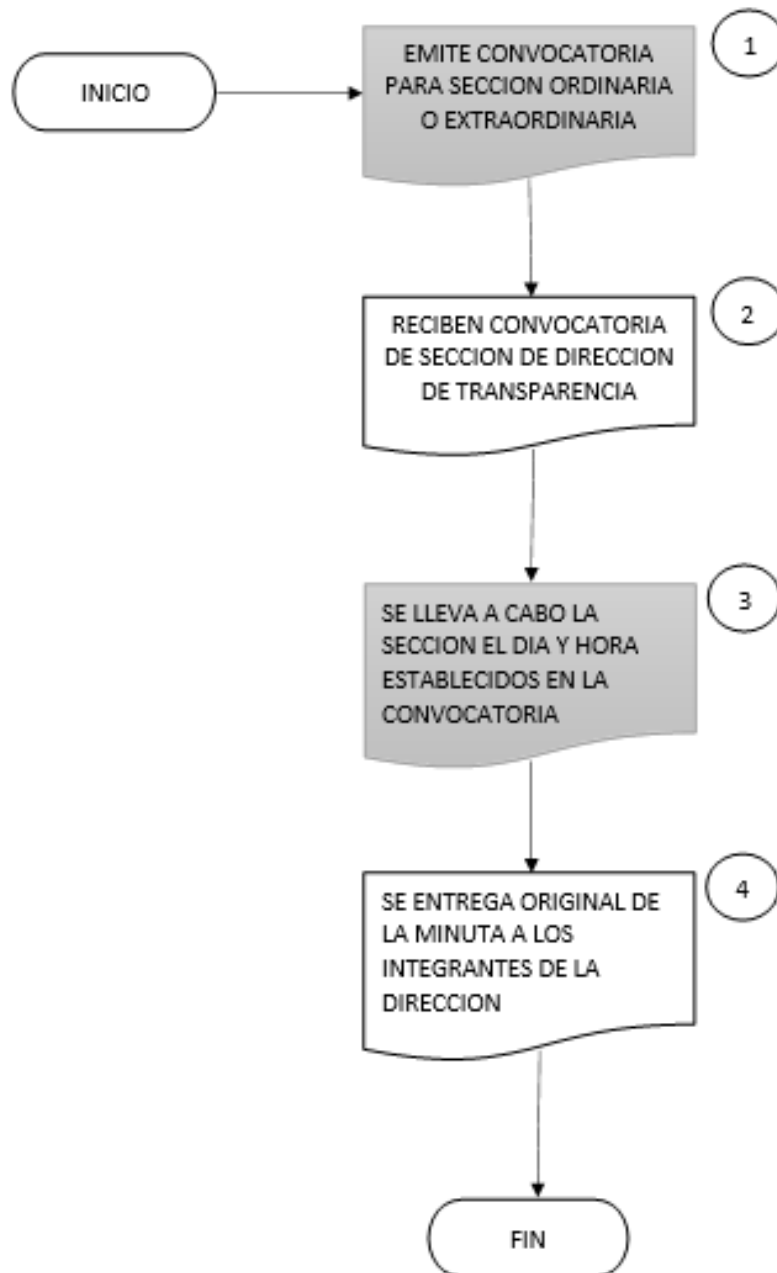 INICIO
EMITE CONVOCATORIA
PARA SECCION ORDINARIA
O EXTRAORDINARIA
1
RECIBEN CONVOCATORIA
DE SECCION DE DIRECCION
DE TRANSPARENCIA
2
SE LLEVA A CABO LA
SECCION EL DIA Y HORA
ESTABLECIDOS EN LA
CONVOCATORIA
3
SE ENTREGA ORIGINAL DE
LA MINUTA A LOS
INTEGRANTES DE LA
DIRECCION
4
FIN